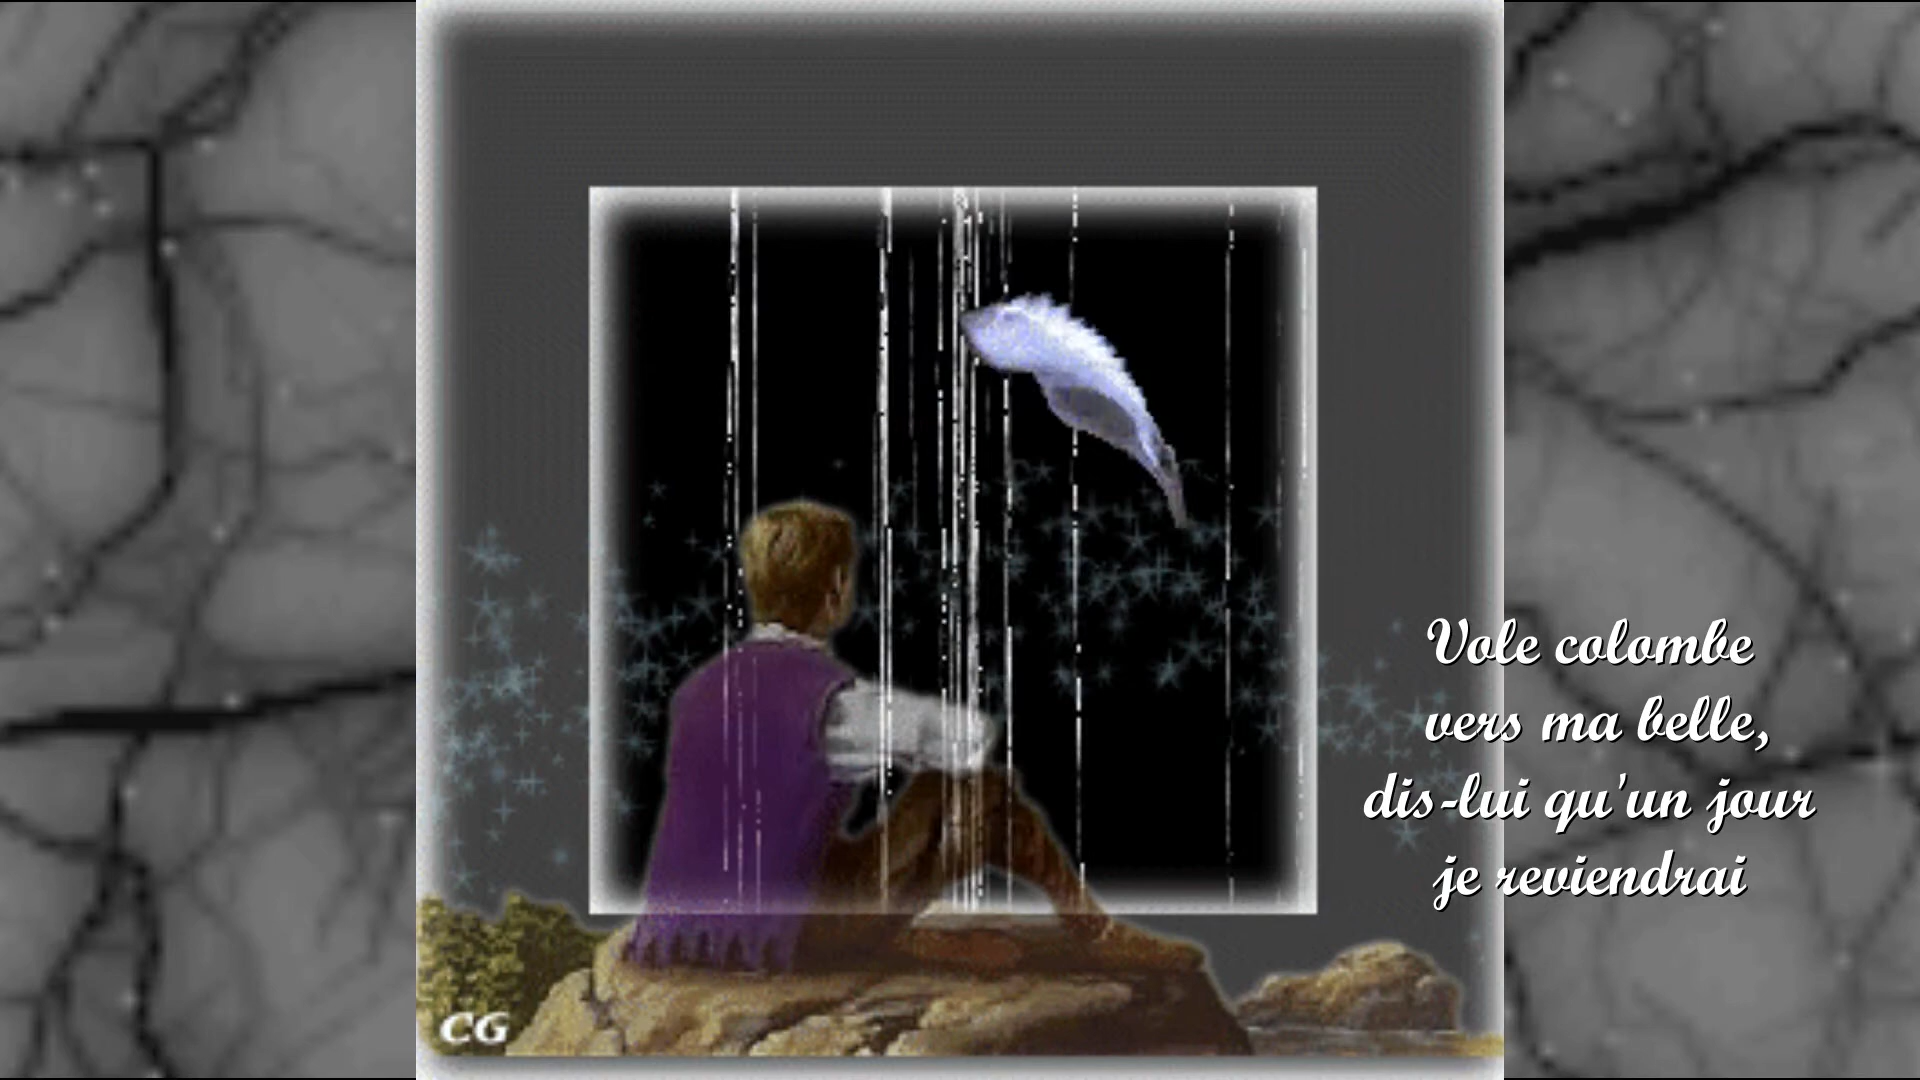 Vole colombe
vers ma belle,
dis-lui qu'un jour
je reviendrai
CG